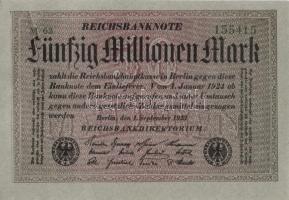 REICHSBANKNOTE
№ 63
155415
Fünfzig Millionen Mark
zahlt die Reichsbankhauptkasse in Berlin gegen diese
Banknote dem Einlieferer. Vom 1. Januar 1924 ab
kann diese Banknote aufgerufen und unter Umtausch
gegen andere gesetzliche Zahlungsmittel eingezogen
werden
Berlin, den 1. September 1923
REICHSBANKDIREKTORIUM